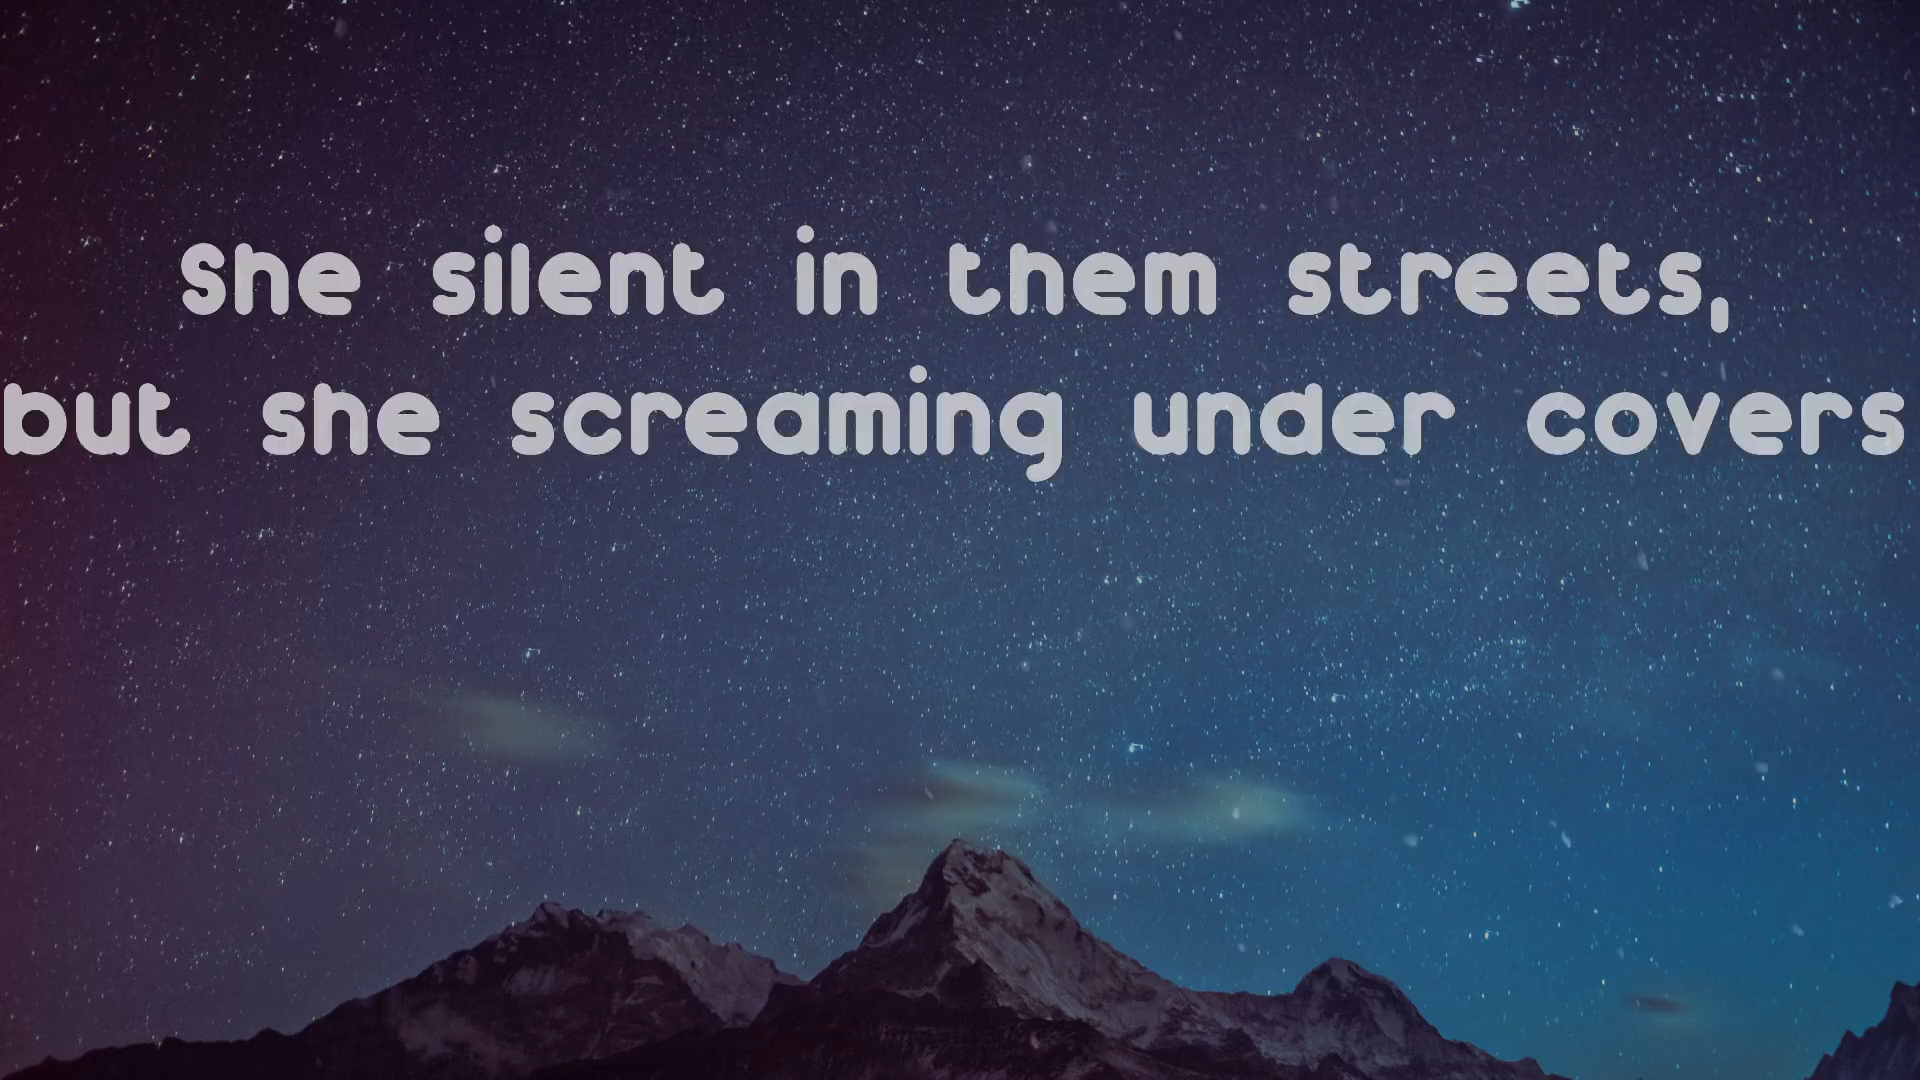 She silent in them streets,
but she screaming under covers